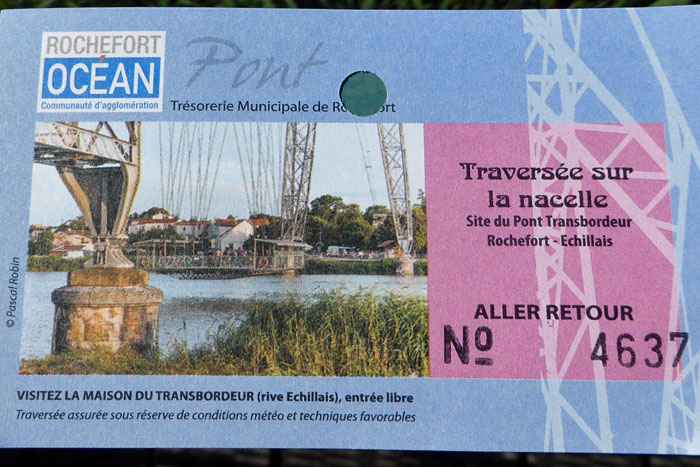 ROCHEFORT
OCÉAN
Communauté d'agglomération
Pont
Trésorerie Municipale de Rochefort
Traversée sur
la nacelle
Site du Pont Transbordeur
Rochefort - Echillais
ALLER RETOUR
No 4637
© Pascal Robin
VISITEZ LA MAISON DU TRANSBORDEUR (rive Echillais), entrée libre
Traversée assurée sous réserve de conditions météo et techniques favorables